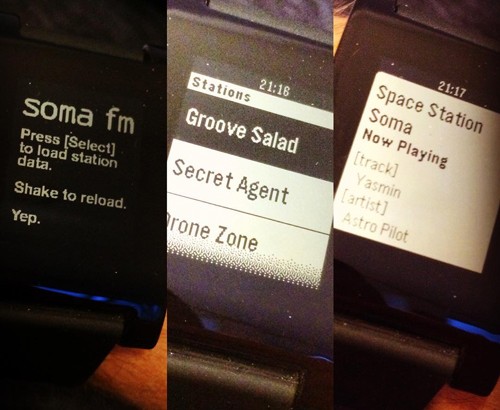 soma fm
Press [Select]
to load station
data.
Shake to reload.
Yep.
21:16
Stations
Groove Salad
Secret Agent
Drone Zone
21:17
Space Station
Soma
Now Playing
[track]
Yasmin
[artist]
Astro Pilot